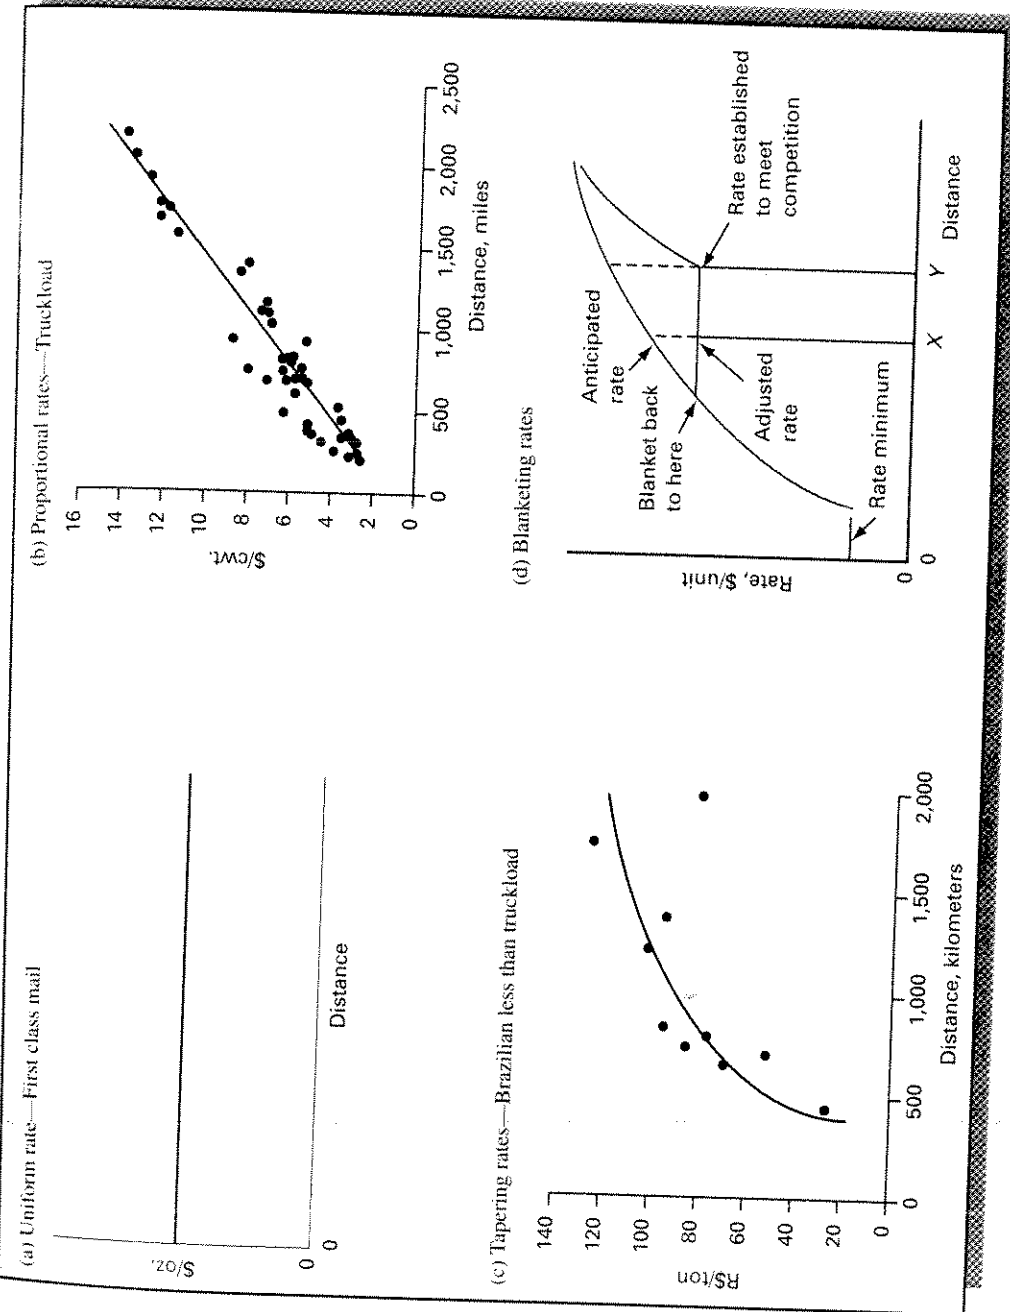 (a) Uniform rate—First class mail
$/oz.
0
0
Distance
(b) Proportional rates—Truckload
16
14
12
10
8
6
4
2
$/cwt.
0
500
1,000
1,500
2,000
2,500
Distance, miles
(c) Tapering rates—Brazilian less than truckload
140
120
100
80
60
40
20
0
R$/ton
0
500
1,000
1,500
2,000
Distance, kilometers
(d) Blanketing rates
Rate, $/unit
Anticipated
rate
Blanket back
to here
Adjusted
rate
Rate established
to meet
competition
Rate minimum
0
0
X
Y
Distance